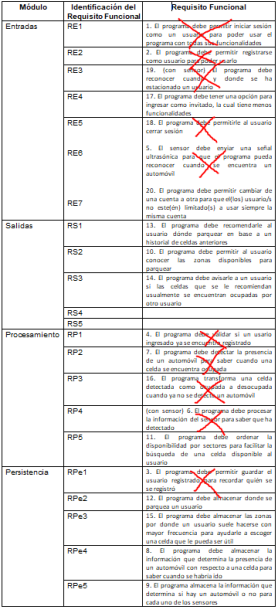 Módulo
Identificación del
Requisito Funcional
Requisito Funcional
Entradas
RE1
1. El programa debe permitir iniciar sesión
como un usuario para poder usar el
programa con todas sus funcionalidades
RE2
2. El programa debe permitir registrarse
como usuario para poder usarlo
RE3
19. (con sensor) El programa debe
reconocer cuando y donde se ha
estacionado un usuario
RE4
17. El programa debe tener una opción para
ingresar como invitado, la cual tiene menos
funcionalidades
RE5
18. El programa debe permitirle al usuario
cerrar sesión
RE6
5. El sensor debe enviar una señal
ultrasónica para que el programa pueda
reconocer cuando se encuentra un
automóvil
RE7
20. El programa debe permitir cambiar de
una cuenta a otra para que el(los) usuario/s
no este(én) limitado(s) a usar siempre la
misma cuenta
Salidas
RS1
13. El programa debe recomendarle al
usuario dónde parquear en base a un
historial de celdas anteriores
RS2
10. El programa debe permitir al usuario
conocer las zonas disponibles para
parquear
RS3
14. El programa debe avisarle a un usuario
si las celdas que se le recomiendan
usualmente se encuentran ocupadas por
otro usuario
RS4
RS5
Procesamiento
RP1
4. El programa debe validar si un usario
ingresado ya se encuentra registrado
RP2
7. El programa debe detectar la presencia
de un automóvil para saber cuando una
celda se encuentra ocupada
RP3
16. El programa transforma una celda
detectada como ocupada a desocupada
cuando ya no se detecta un automóvil
RP4
(con sensor) 6. El programa debe procesar
la información del sensor para saber que ha
detectado
RP5
11. El programa debe ordenar la
disponibilidad por sectores para facilitar la
búsqueda de una celda disponible al
usuario
Persistencia
RPe1
3. El programa debe permitir guardar el
usuario registrado para recordar quién se
se registró
RPe2
12. El programa debe almacenar donde se
parquea un usuario
RPe3
15. El programa debe almacenar las zonas
por donde un usuario suele hacerse con
mayor frecuencia para ayudarle a escoger
una celda que le pueda ser útil
RPe4
8. El programa debe almacenar la
información que determina la presencia de
un automóvil con respecto a una celda para
saber cuando se habría ido
RPe5
9. El programa almacena la información que
determina si hay un automóvil o no para
cada uno de los sensores